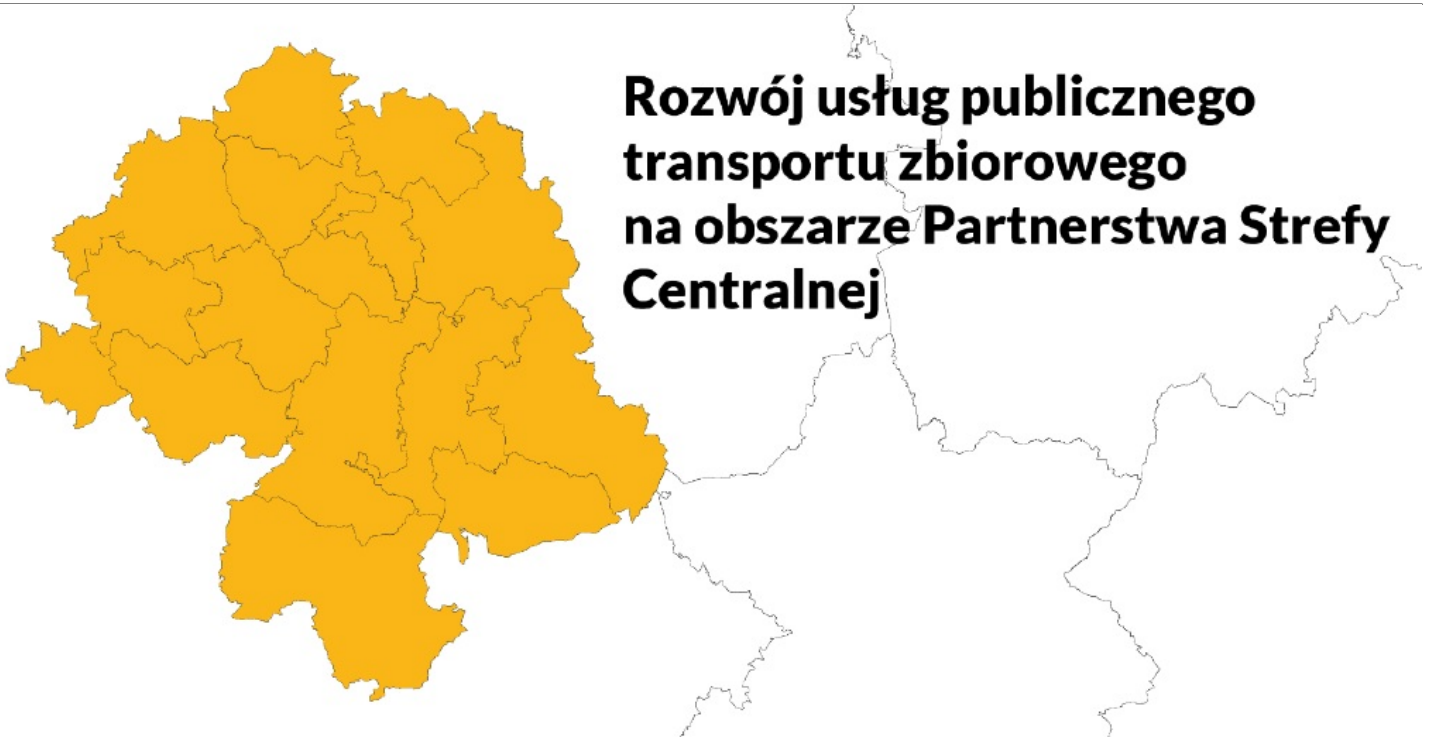 Rozwój usług publicznego
transportu zbiorowego
na obszarze Partnerstwa Strefy
Centralnej